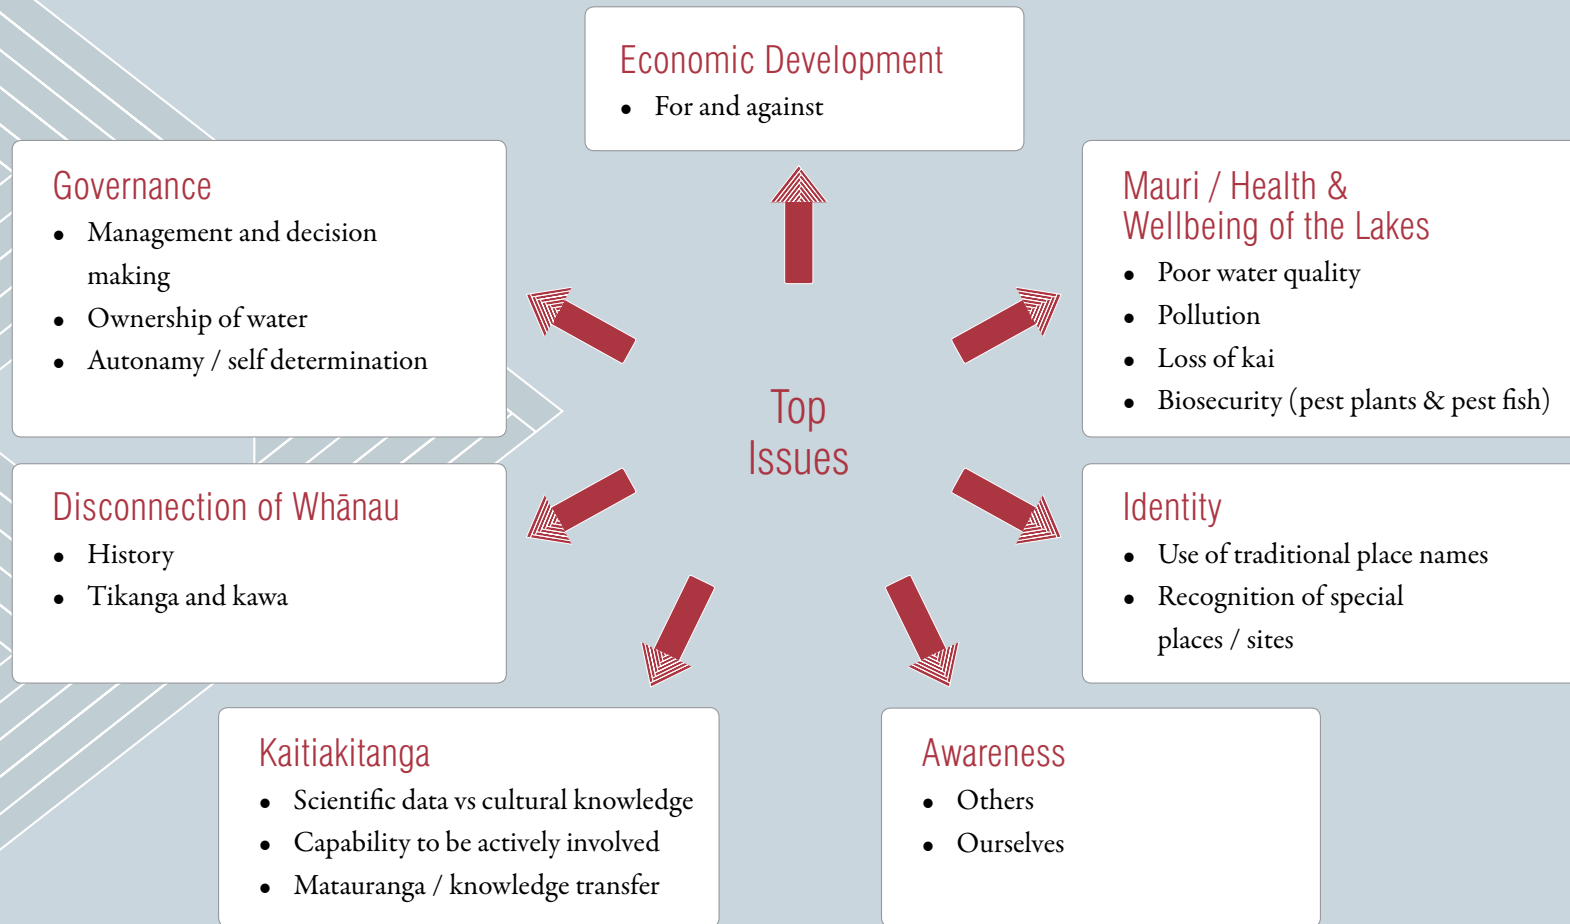 Economic Development
• For and against
Governance
• Management and decision
making
• Ownership of water
• Autonamy / self determination
Mauri / Health &
Wellbeing of the Lakes
• Poor water quality
• Pollution
• Loss of kai
• Biosecurity (pest plants & pest fish)
Top
Issues
Disconnection of Whānau
• History
• Tikanga and kawa
Identity
• Use of traditional place names
• Recognition of special
places / sites
Kaitiakitanga
• Scientific data vs cultural knowledge
• Capability to be actively involved
• Matauranga / knowledge transfer
Awareness
• Others
• Ourselves